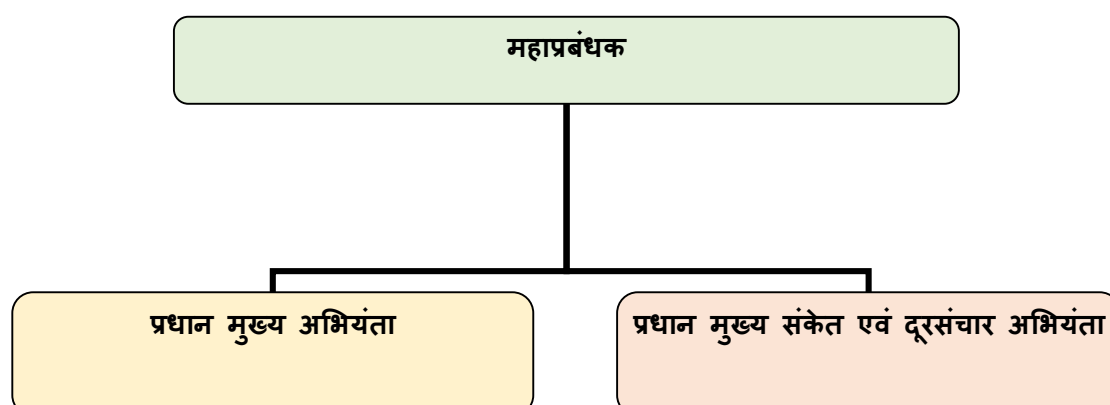 महाप्रबंधक
प्रधान मुख्य अभियंता
प्रधान मुख्य संकेत एवं दूरसंचार अभियंता